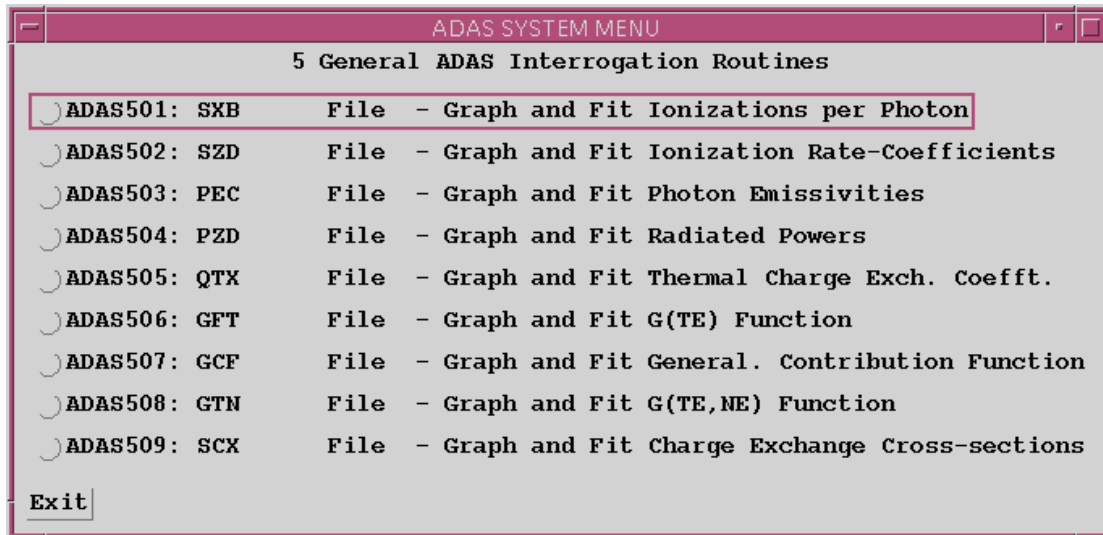 ADAS SYSTEM MENU
5 General ADAS Interrogation Routines
ADAS501: SXB File - Graph and Fit Ionizations per Photon
ADAS502: SZD File - Graph and Fit Ionization Rate-Coefficients
ADAS503: PEC File - Graph and Fit Photon Emissivities
ADAS504: PZD File - Graph and Fit Radiated Powers
ADAS505: QTX File - Graph and Fit Thermal Charge Exch. Coefft.
ADAS506: GFT File - Graph and Fit G(TE) Function
ADAS507: GCF File - Graph and Fit General. Contribution Function
ADAS508: GTN File - Graph and Fit G(TE,NE) Function
ADAS509: SCX File - Graph and Fit Charge Exchange Cross-sections
Exit